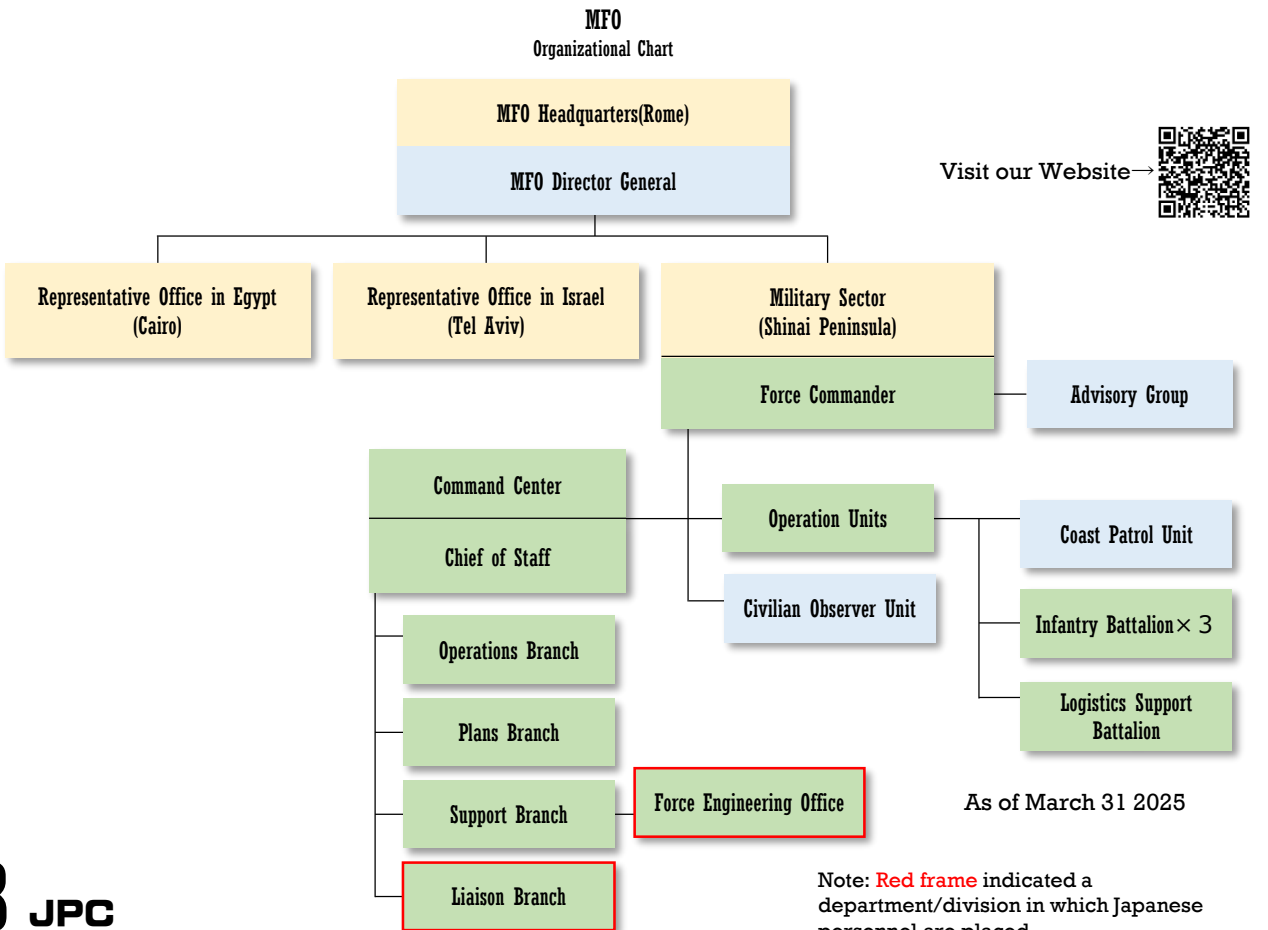 MFO
Organizational Chart
MFO Headquarters(Rome)
MFO Director General
Visit our Website→
Representative Office in Egypt
(Cairo)
Representative Office in Israel
(Tel Aviv)
Military Sector
(Shinai Peninsula)
Force Commander
Advisory Group
Command Center
Chief of Staff
Operation Units
Civilian Observer Unit
Coast Patrol Unit
Infantry Battalion× 3
Logistics Support
Battalion
Operations Branch
Plans Branch
Support Branch
Force Engineering Office
Liaison Branch
As of March 31 2025
Note: Red frame indicated a
department/division in which Japanese
personnel are placed
JPC